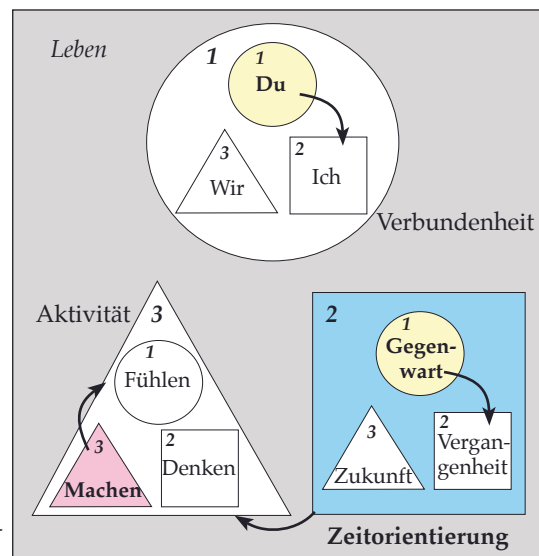 Leben
1
1
Du
2
Ich
3
Wir
Verbundenheit
Aktivität
3
1
Fühlen
2
Denken
3
Machen
2
1
Gegen-
wart
2
Vergan-
genheit
3
Zukunft
Zeitorientierung